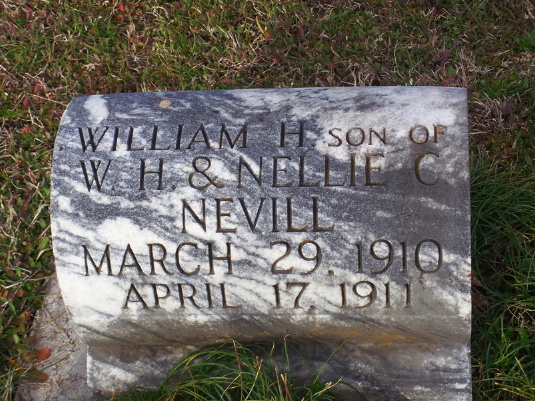 WILLIAM H. SON OF
W. H. & NELLIE C.
NEVILL
MARCH 29, 1910
APRIL 17, 1911